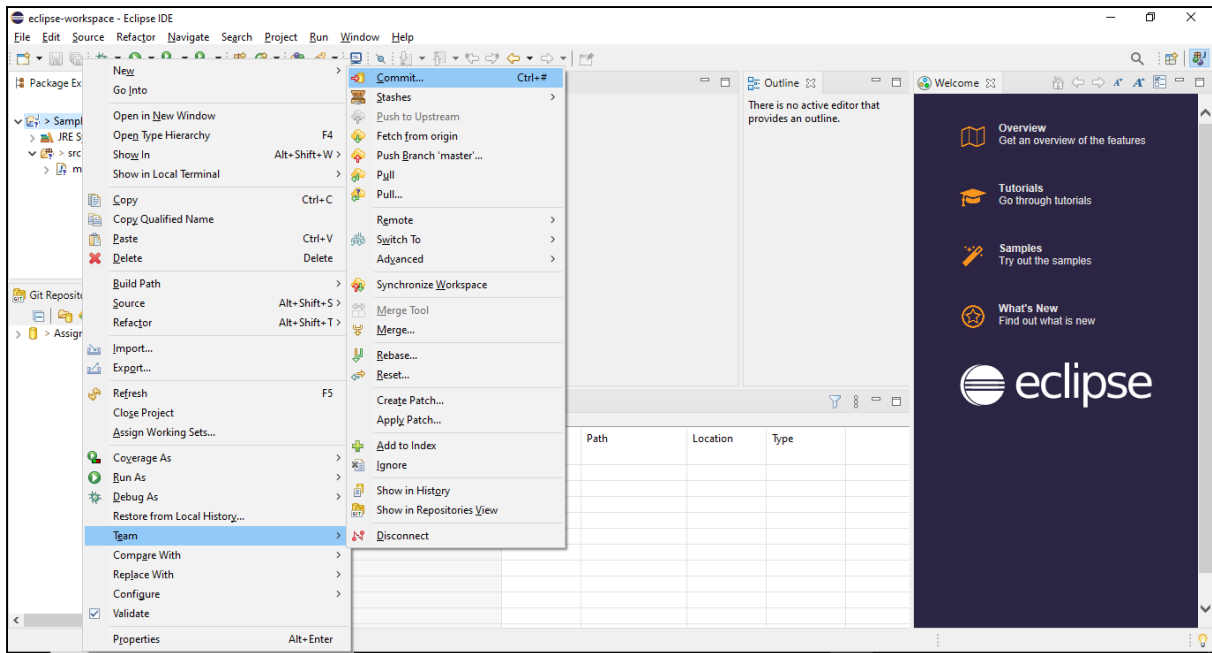 eclipse-workspace - Eclipse IDE
File Edit Source Refactor Navigate Search Project Run Window Help
Package Ex
> Sampl
JRE S
> src
m
Git Reposito
> Assign
New
Go Into
Open in New Window
Open Type Hierarchy F4
Show In Alt+Shift+W >
Show in Local Terminal
Copy Ctrl+C
Copy Qualified Name
Paste Ctrl+V
Delete Delete
Build Path
Source Alt+Shift+S >
Refactor Alt+Shift+T >
Import...
Export...
Refresh F5
Close Project
Assign Working Sets...
Coverage As
Run As
Debug As
Restore from Local History...
Team
Compare With
Replace With
Configure
Validate
Properties Alt+Enter
Commit... Ctrl+#
Stashes
Push to Upstream
Fetch from origin
Push Branch 'master'...
Pull
Pull...
Remote
Switch To
Advanced
Synchronize Workspace
Merge Tool
Merge...
Rebase...
Reset...
Create Patch...
Apply Patch...
Add to Index
Ignore
Show in History
Show in Repositories View
Disconnect
Path Location Type
Outline
There is no active editor that
provides an outline.
Welcome
Overview
Get an overview of the features
Tutorials
Go through tutorials
Samples
Try out the samples
What's New
Find out what is new
eclipse